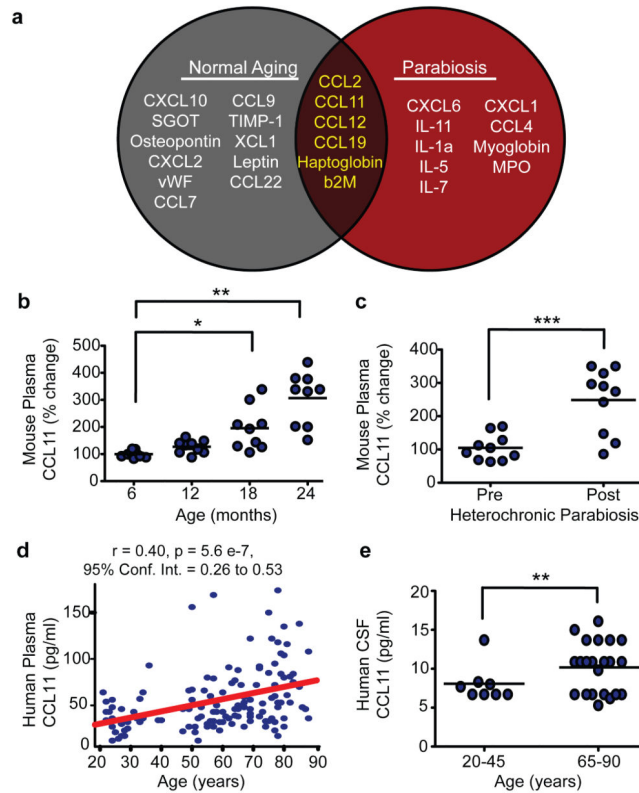 a
Normal Aging
CXCL10
SGOT
Osteopontin
CXCL2
vWF
CCL7
CCL9
TIMP-1
XCL1
Leptin
CCL22
CCL2
CCL11
CCL12
CCL19
Haptoglobin
b2M
Parabiosis
CXCL6
IL-11
IL-1a
IL-5
IL-7
CXCL1
CCL4
Myoglobin
MPO
b
**
*
Mouse Plasma
CCL11 (% change)
500
400
300
200
100
0
6 12 18 24
Age (months)
c
***
Mouse Plasma
CCL11 (% change)
400
300
200
100
0
Pre Post
Heterochronic Parabiosis
d
r = 0.40, p = 5.6 e-7,
95% Conf. Int. = 0.26 to 0.53
Human Plasma
CCL11 (pg/ml)
150
100
50
0
20 30 40 50 60 70 80 90
Age (years)
e
**
Human CSF
CCL11 (pg/ml)
20
15
10
5
0
20-45 65-90
Age (years)